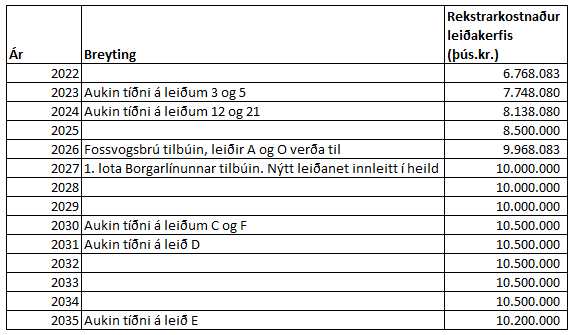 Ár Breyting Rekstrarkostnaður leiðakerfis (þús.kr.)
2022 6.768.083
2023 Aukin tíðni á leiðum 3 og 5 7.748.080
2024 Aukin tíðni á leiðum 12 og 21 8.138.080
2025 8.500.000
2026 Fossvogsbrú tilbúin, leiðir A og O verða til 9.968.083
2027 1. lota Borgarlínunnar tilbúin. Nýtt leiðanet innleitt í heild 10.000.000
2028 10.000.000
2029 10.000.000
2030 Aukin tíðni á leiðum C og F 10.500.000
2031 Aukin tíðni á leið D 10.500.000
2032 10.500.000
2033 10.500.000
2034 10.500.000
2035 Aukin tíðni á leið E 10.200.000